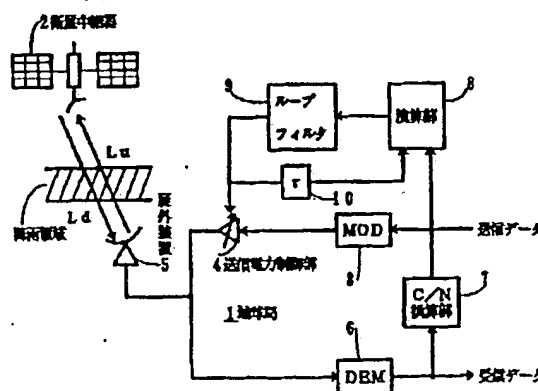 2衛星中継器
9
ループ
フィルタ
8
演算部
Lu
τ
10
降雨領域
Ld
屋外装置
5
4送信電力制御部
MOD
3
送信データ
1地球局
C/N
演算部
7
6
DEM
受信データ